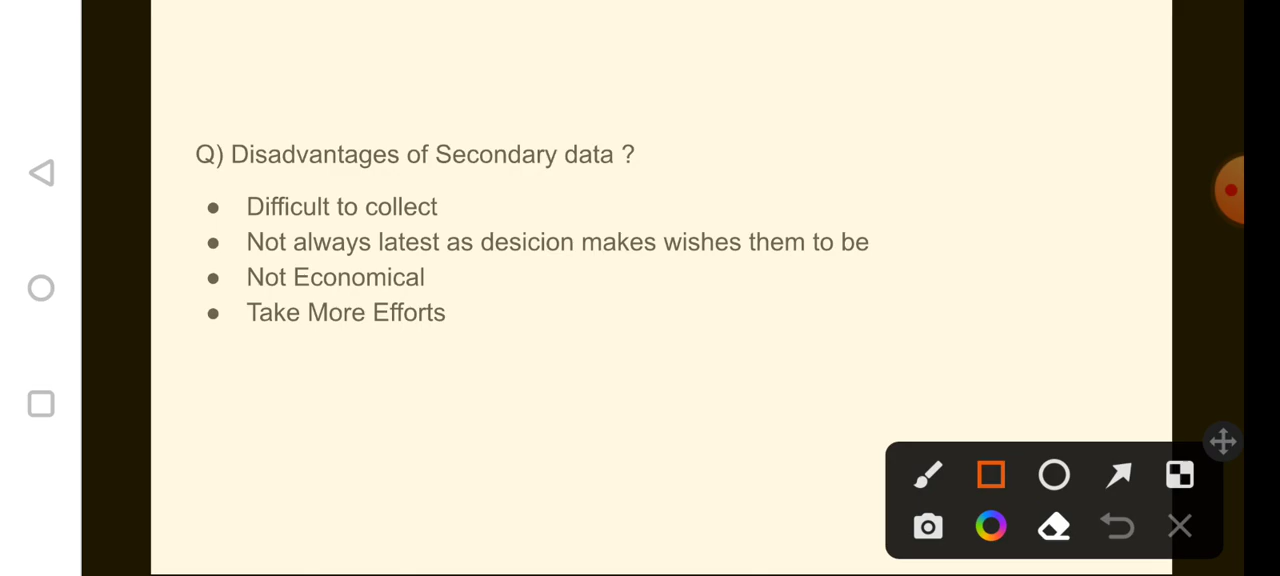 Q) Disadvantages of Secondary data ?
● Difficult to collect
● Not always latest as desicion makes wishes them to be
● Not Economical
● Take More Efforts